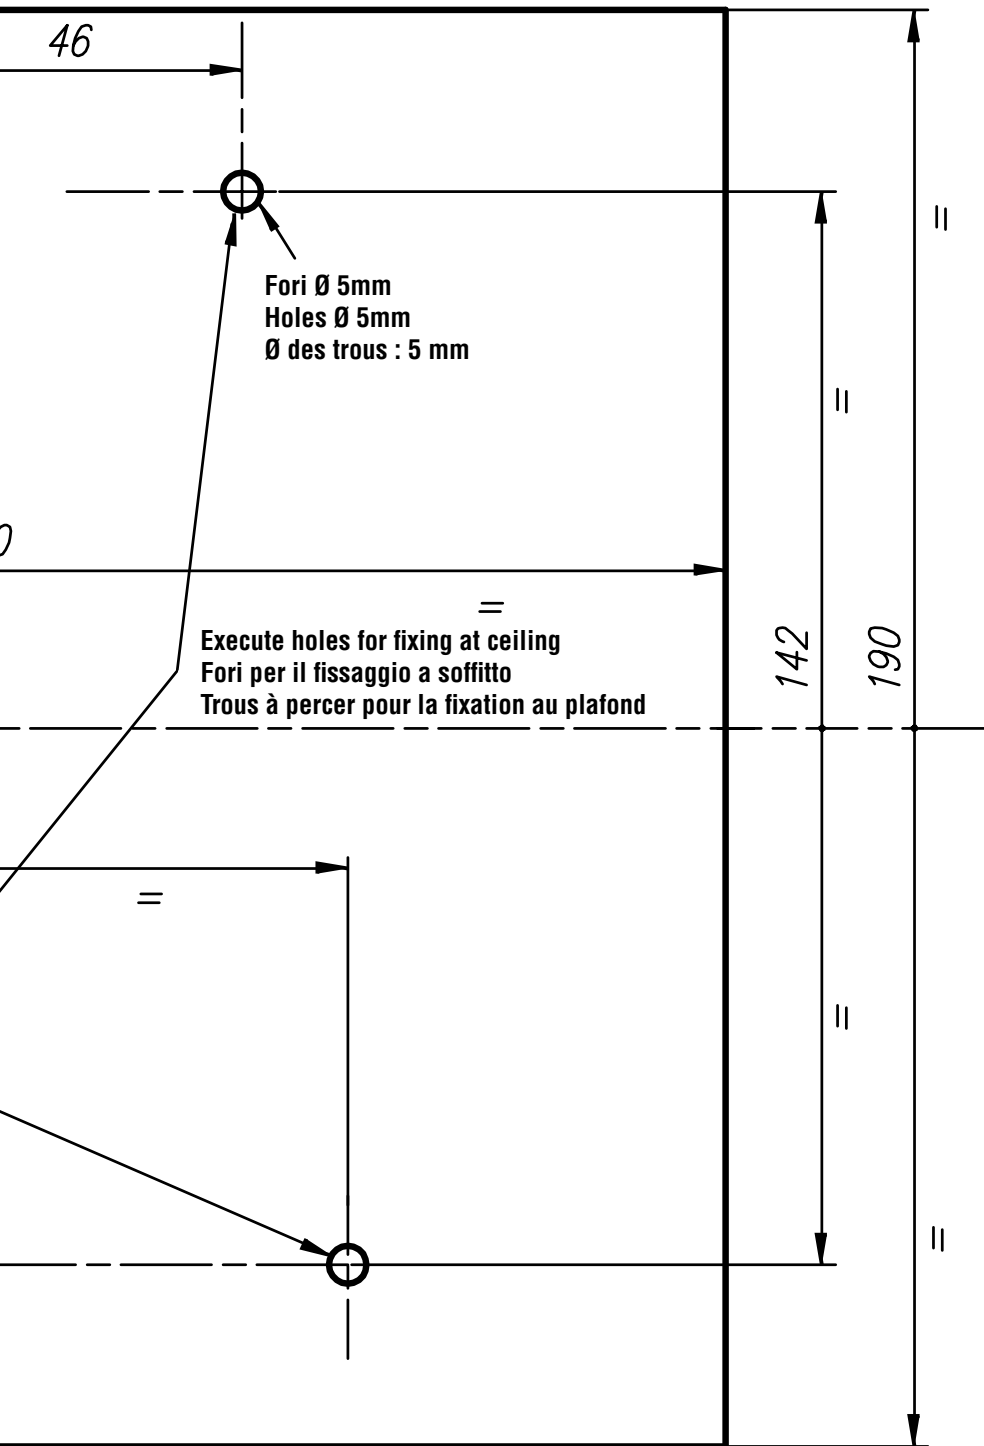 46
Fori Ø 5mm
Holes Ø 5mm
Ø des trous : 5 mm
=
=
=
Execute holes for fixing at ceiling
Fori per il fissaggio a soffitto
Trous à percer pour la fixation au plafond
142
190
=
=
=